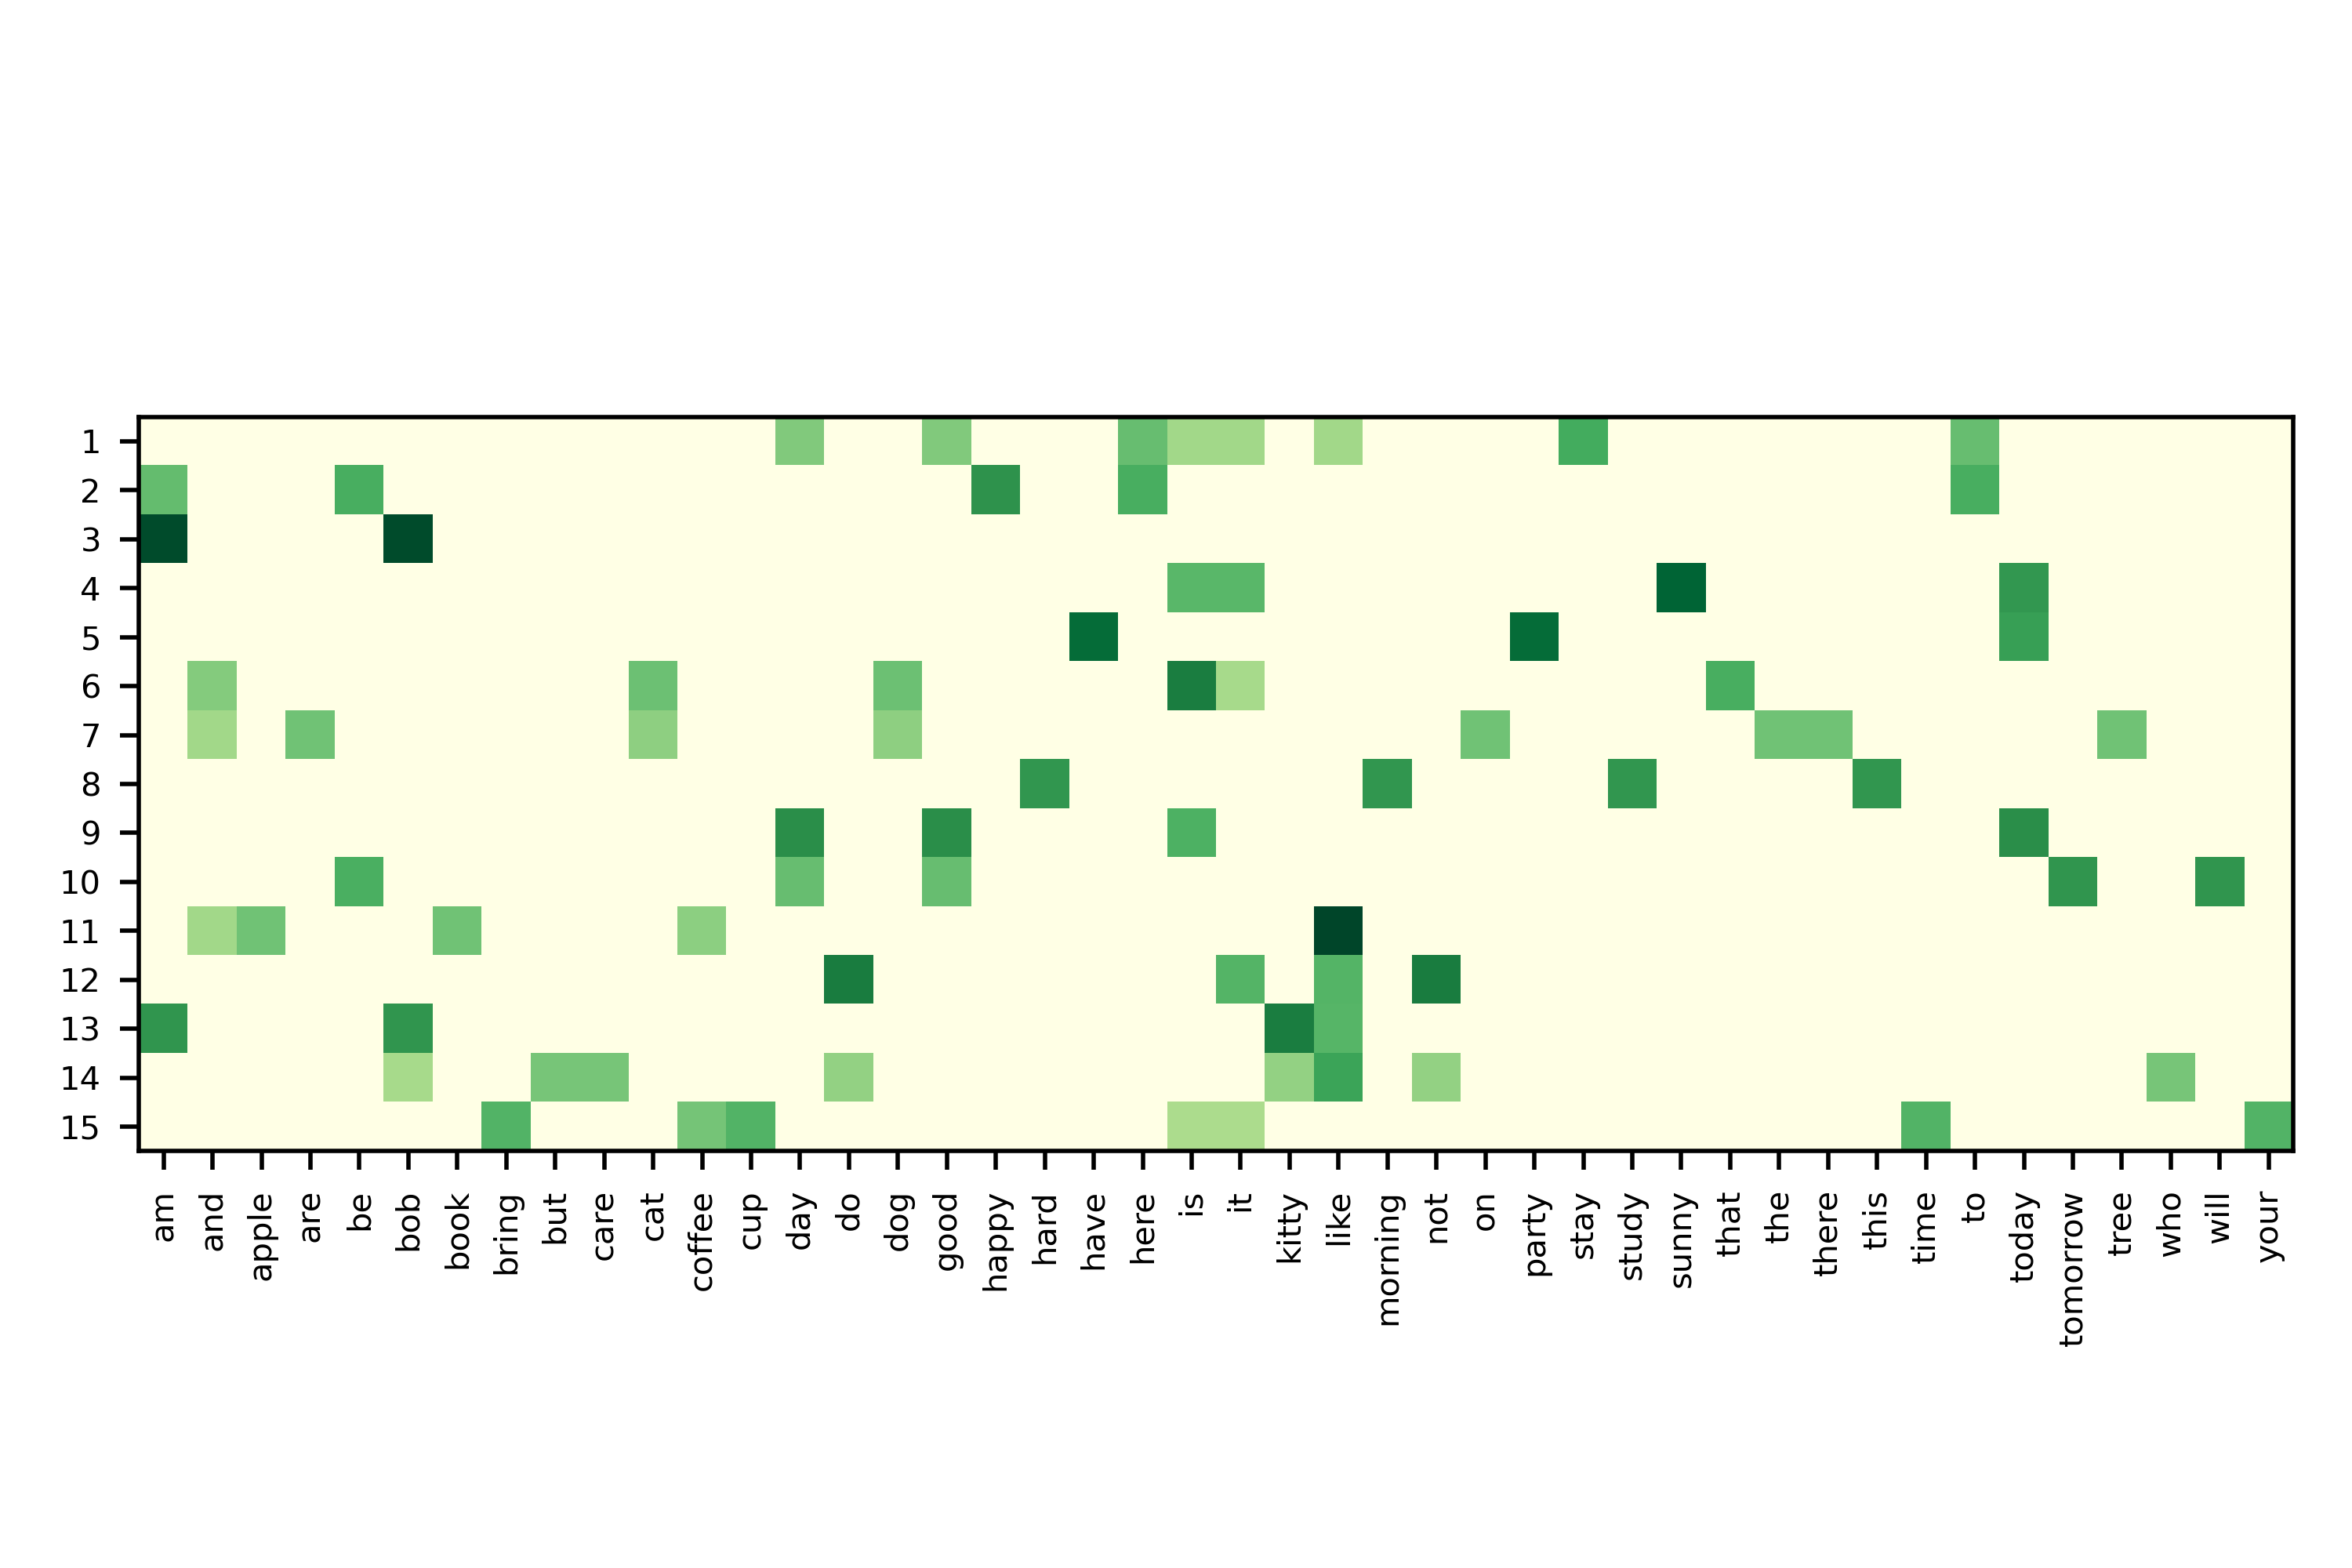 1
2
3
4
5
6
7
8
9
10
11
12
13
14
15
am
and
apple
are
be
bob
book
bring
but
care
cat
coffee
cup
day
do
dog
good
happy
hard
have
here
is
it
kitty
like
morning
not
on
party
stay
study
sunny
that
the
there
this
time
to
today
tomorrow
tree
who
will
your